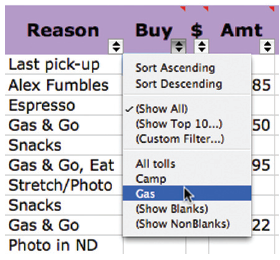 Reason Buy $ Amt
Last pick-up
Sort Ascending
Alex Fumbles
Sort Descending
85
Espresso
✓ (Show All)
Gas & Go
(Show Top 10...)
50
Snacks
(Custom Filter...)
Gas & Go, Eat
All tolls
95
Stretch/Photo
Camp
Snacks
Gas
Gas & Go
(Show Blanks)
22
Photo in ND
(Show NonBlanks)